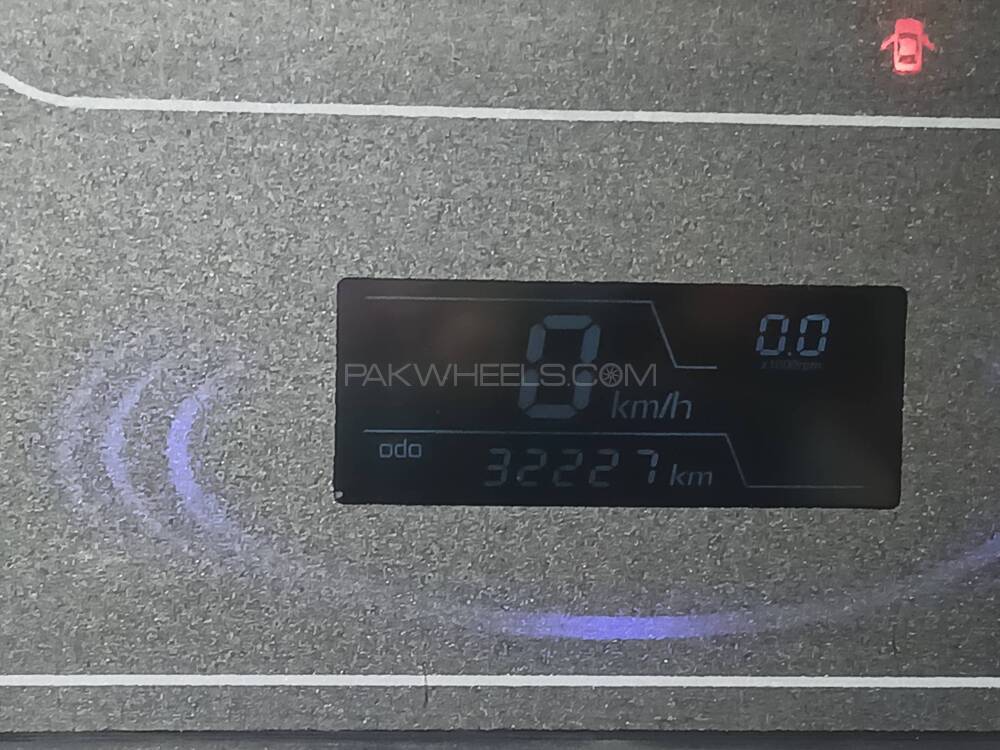 0.0
x1000rpm
0 km/h
PAKWHEELS.COM
odo
32227 km